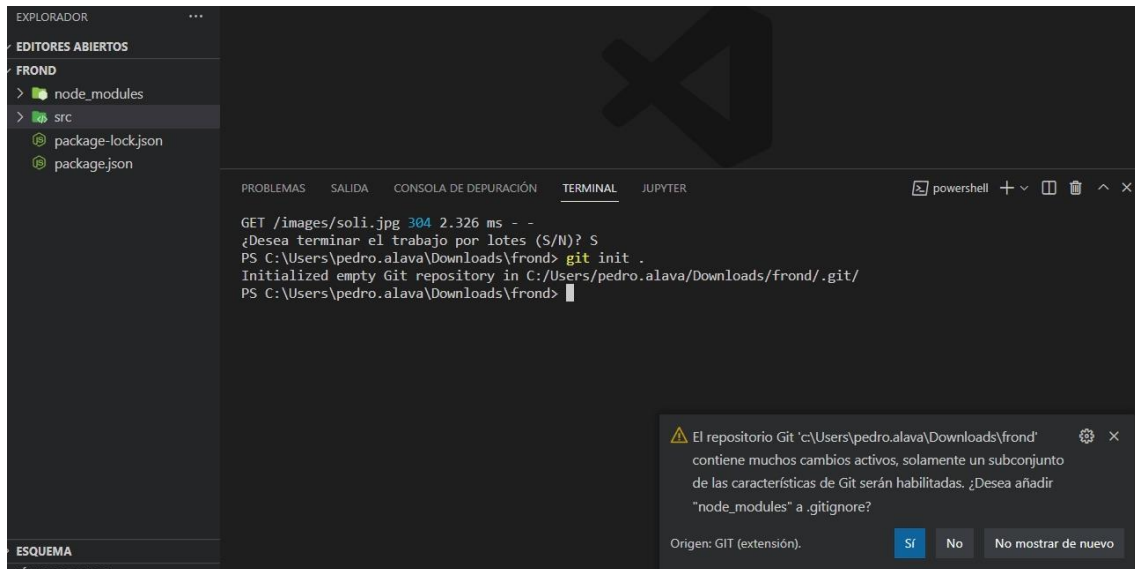 EXPLORADOR ...
EDITORES ABIERTOS
FROND
node_modules
src
package-lock.json
package.json
PROBLEMAS SALIDA CONSOLA DE DEPURACIÓN TERMINAL JUPYTER powershell
GET /images/soli.jpg 304 2.326 ms - -
¿Desea terminar el trabajo por lotes (S/N)? S
PS C:\Users\pedro.alava\Downloads\frond> git init .
Initialized empty Git repository in C:/Users/pedro.alava/Downloads/frond/.git/
PS C:\Users\pedro.alava\Downloads\frond>
El repositorio Git 'c:\Users\pedro.alava\Downloads\frond'
contiene muchos cambios activos, solamente un subconjunto
de las características de Git serán habilitadas. ¿Desea añadir
"node_modules" a .gitignore?
Origen: GIT (extensión). Sí No No mostrar de nuevo
ESQUEMA